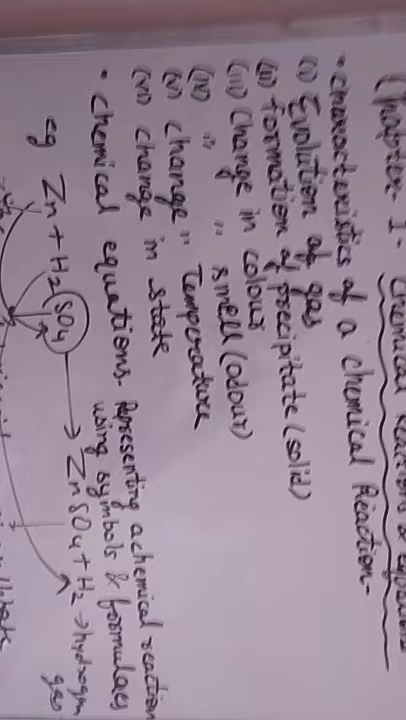 Chapter-1- Chemical Reactions & equations
• Characteristics of a chemical Reaction-
(i) Evolution of gas
(ii) formation of precipitate (solid)
(iii) Change in colour
(iv) " " smell (odour)
(v) change " Temperature
(vi) change in state
• Chemical equations- Representing a chemical reaction
using symbols & formulaes
eg Zn + H2SO4 → ZnSO4 + H2 → hydrogen
gas